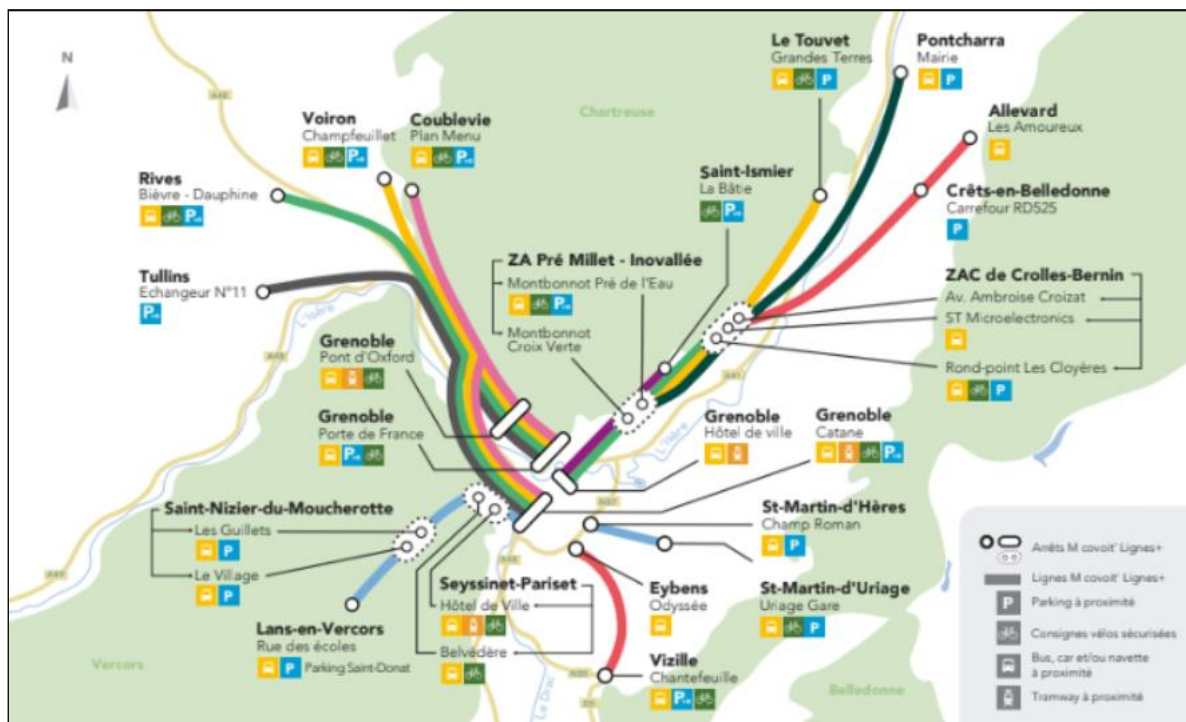 N
Chartreuse
Vercors
Belledonne
L'Isère
L'Isère
Le Drac
A48
A49
A41
Le Touvet
Grandes Terres
P
Pontcharra
Mairie
P
Allevard
Les Amoureux
Voiron
Champfeuillet
P+R
Coublevie
Plan Menu
P+R
Saint-Ismier
La Bâtie
P+R
Crêts-en-Belledonne
Carrefour RD525
P
Rives
Bièvre - Dauphine
P+R
ZA Pré Millet - Inovallée
Montbonnot Pré de l'Eau
P+R
Montbonnot
Croix Verte
ZAC de Crolles-Bernin
Av. Ambroise Croizat
ST Microelectronics
Rond-point Les Cloyères
P
Tullins
Echangeur N°11
P+R
Grenoble
Pont d'Oxford
Grenoble
Porte de France
P+R
Grenoble
Hôtel de ville
Grenoble
Catane
P+R
Saint-Nizier-du-Moucherotte
Les Guillets
P
Le Village
P
St-Martin-d'Hères
Champ Roman
P
Seyssinet-Pariset
Hôtel de Ville
Belvédère
Eybens
Odyssée
St-Martin-d'Uriage
Uriage Gare
P
Lans-en-Vercors
Rue des écoles
P Parking Saint-Donat
Vizille
Chantefeuille
P+R
Arrêts M covoit' Lignes+
Lignes M covoit' Lignes+
P
Parking à proximité
Consignes vélos sécurisées
Bus, car et/ou navette
à proximité
Tramway à proximité